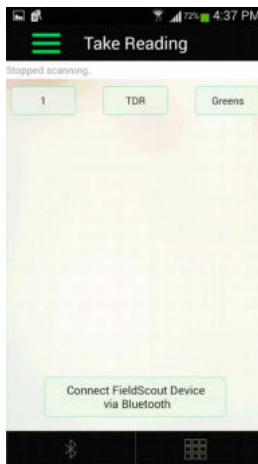 72% 4:37 PM
Take Reading
Stopped scanning.
1 TDR Greens
Connect FieldScout Device
via Bluetooth